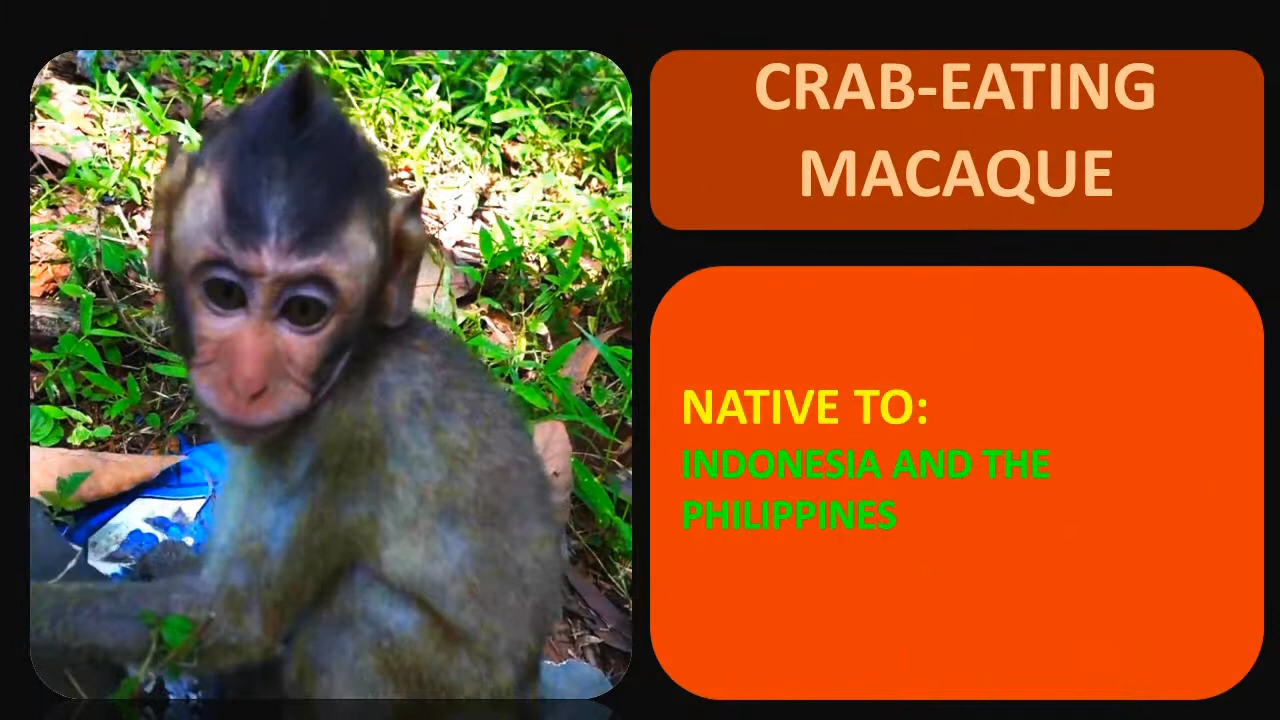 CRAB-EATING
MACAQUE
NATIVE TO:
INDONESIA AND THE
PHILIPPINES